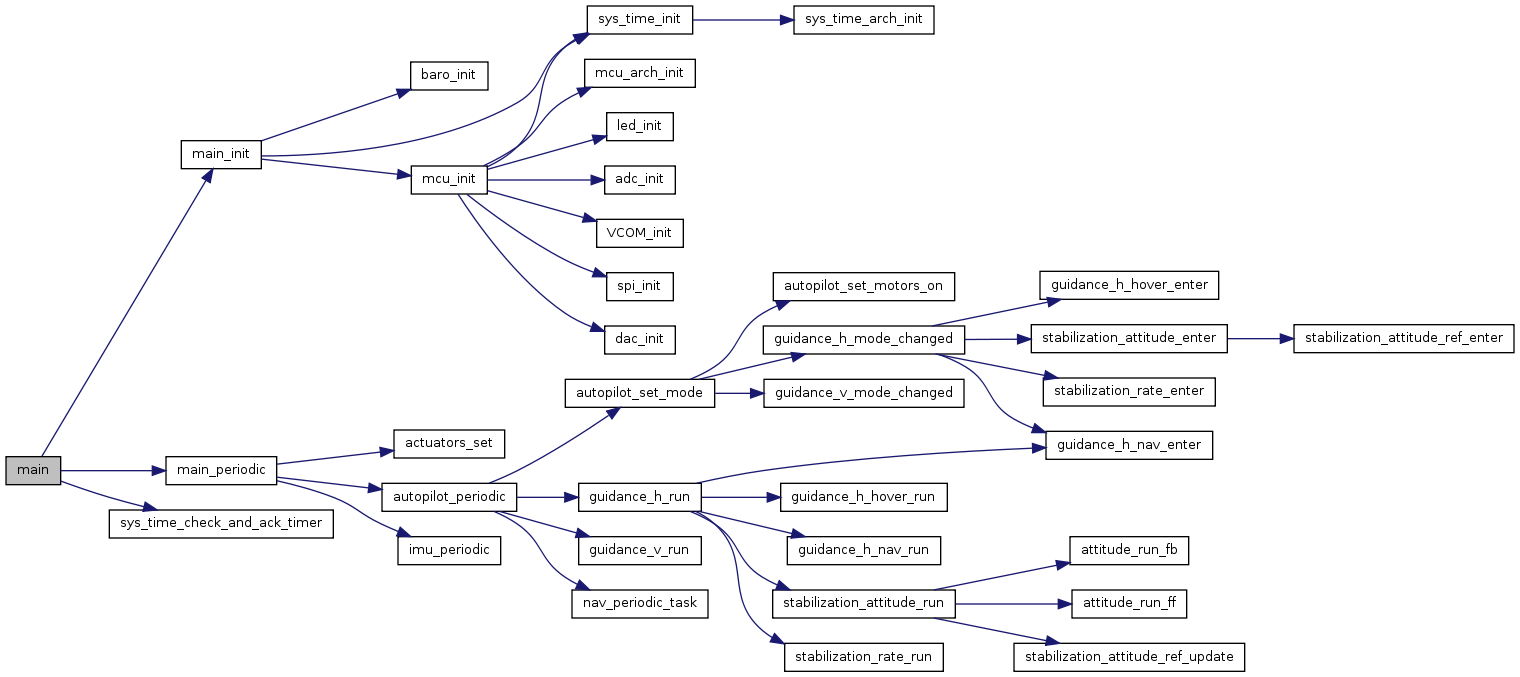 sys_time_init
sys_time_arch_init
baro_init
mcu_arch_init
led_init
main_init
mcu_init
adc_init
VCOM_init
spi_init
autopilot_set_motors_on
guidance_h_hover_enter
dac_init
guidance_h_mode_changed
stabilization_attitude_enter
stabilization_attitude_ref_enter
autopilot_set_mode
guidance_v_mode_changed
stabilization_rate_enter
actuators_set
guidance_h_nav_enter
main
main_periodic
autopilot_periodic
guidance_h_run
guidance_h_hover_run
sys_time_check_and_ack_timer
imu_periodic
guidance_v_run
guidance_h_nav_run
attitude_run_fb
nav_periodic_task
stabilization_attitude_run
attitude_run_ff
stabilization_rate_run
stabilization_attitude_ref_update